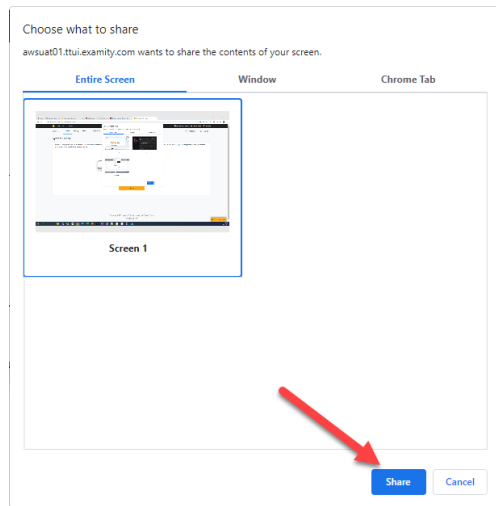 Choose what to share
awsuat01.ttui.examity.com wants to share the contents of your screen.
Entire Screen
Window
Chrome Tab
Screen 1
Share
Cancel